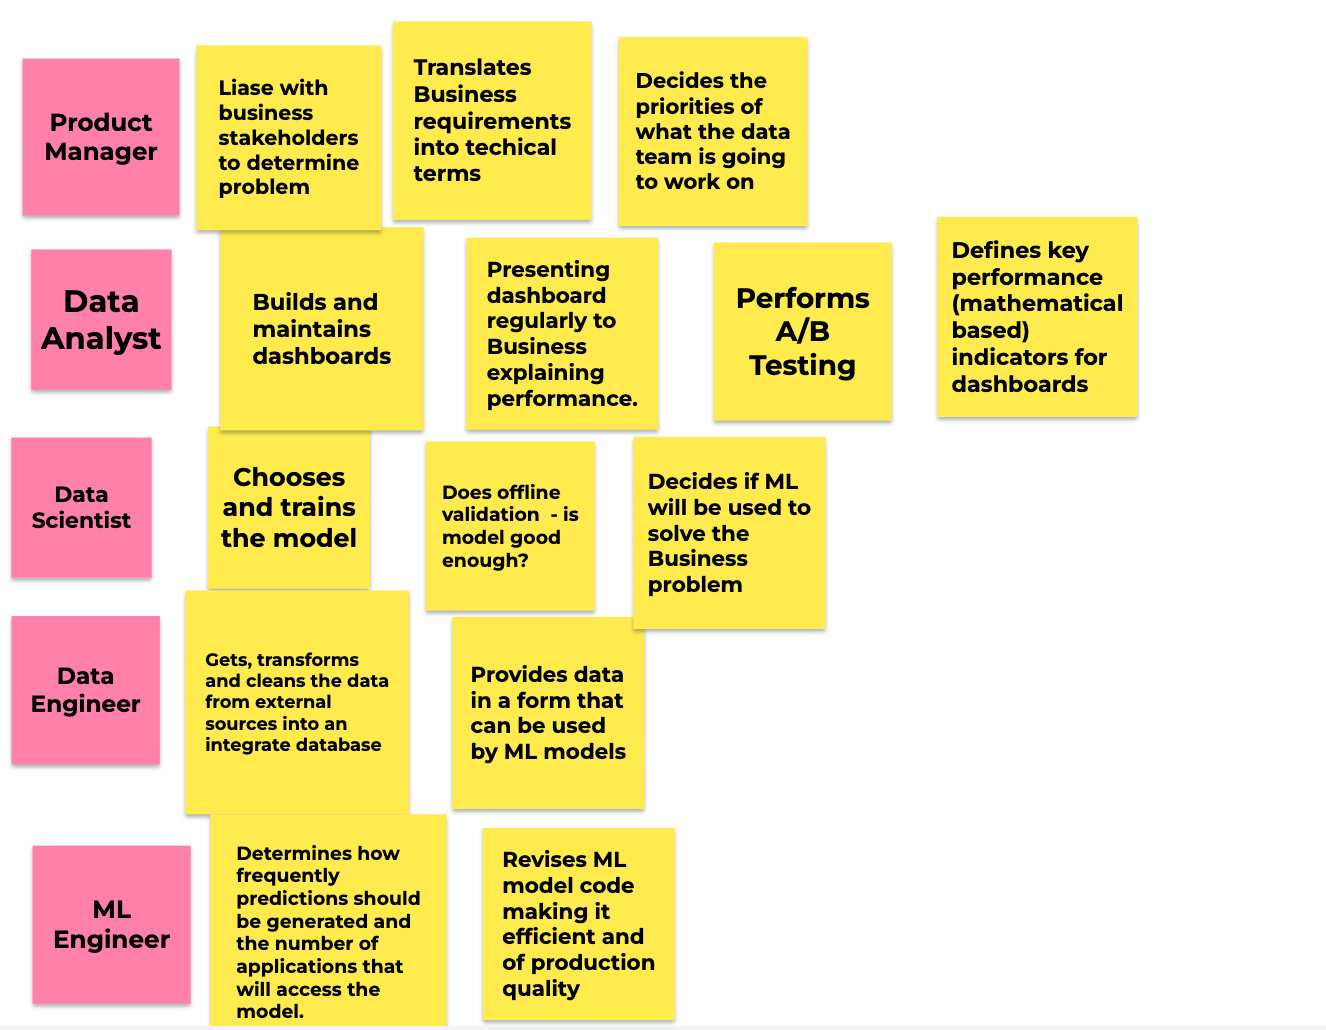 Product
Manager
Liase with
business
stakeholders
to determine
problem
Translates
Business
requirements
into techical
terms
Decides the
priorities of
what the data
team is going
to work on
Data
Analyst
Builds and
maintains
dashboards
Presenting
dashboard
regularly to
Business
explaining
performance.
Performs
A/B
Testing
Defines key
performance
(mathematical
based)
indicators for
dashboards
Data
Scientist
Chooses
and trains
the model
Does offline
validation  - is
model good
enough?
Decides if ML
will be used to
solve the
Business
problem
Data
Engineer
Gets, transforms
and cleans the data
from external
sources into an
integrate database
Provides data
in a form that
can be used
by ML models
ML
Engineer
Determines how
frequently
predictions should
be generated and
the number of
applications that
will access the
model.
Revises ML
model code
making it
efficient and
of production
quality